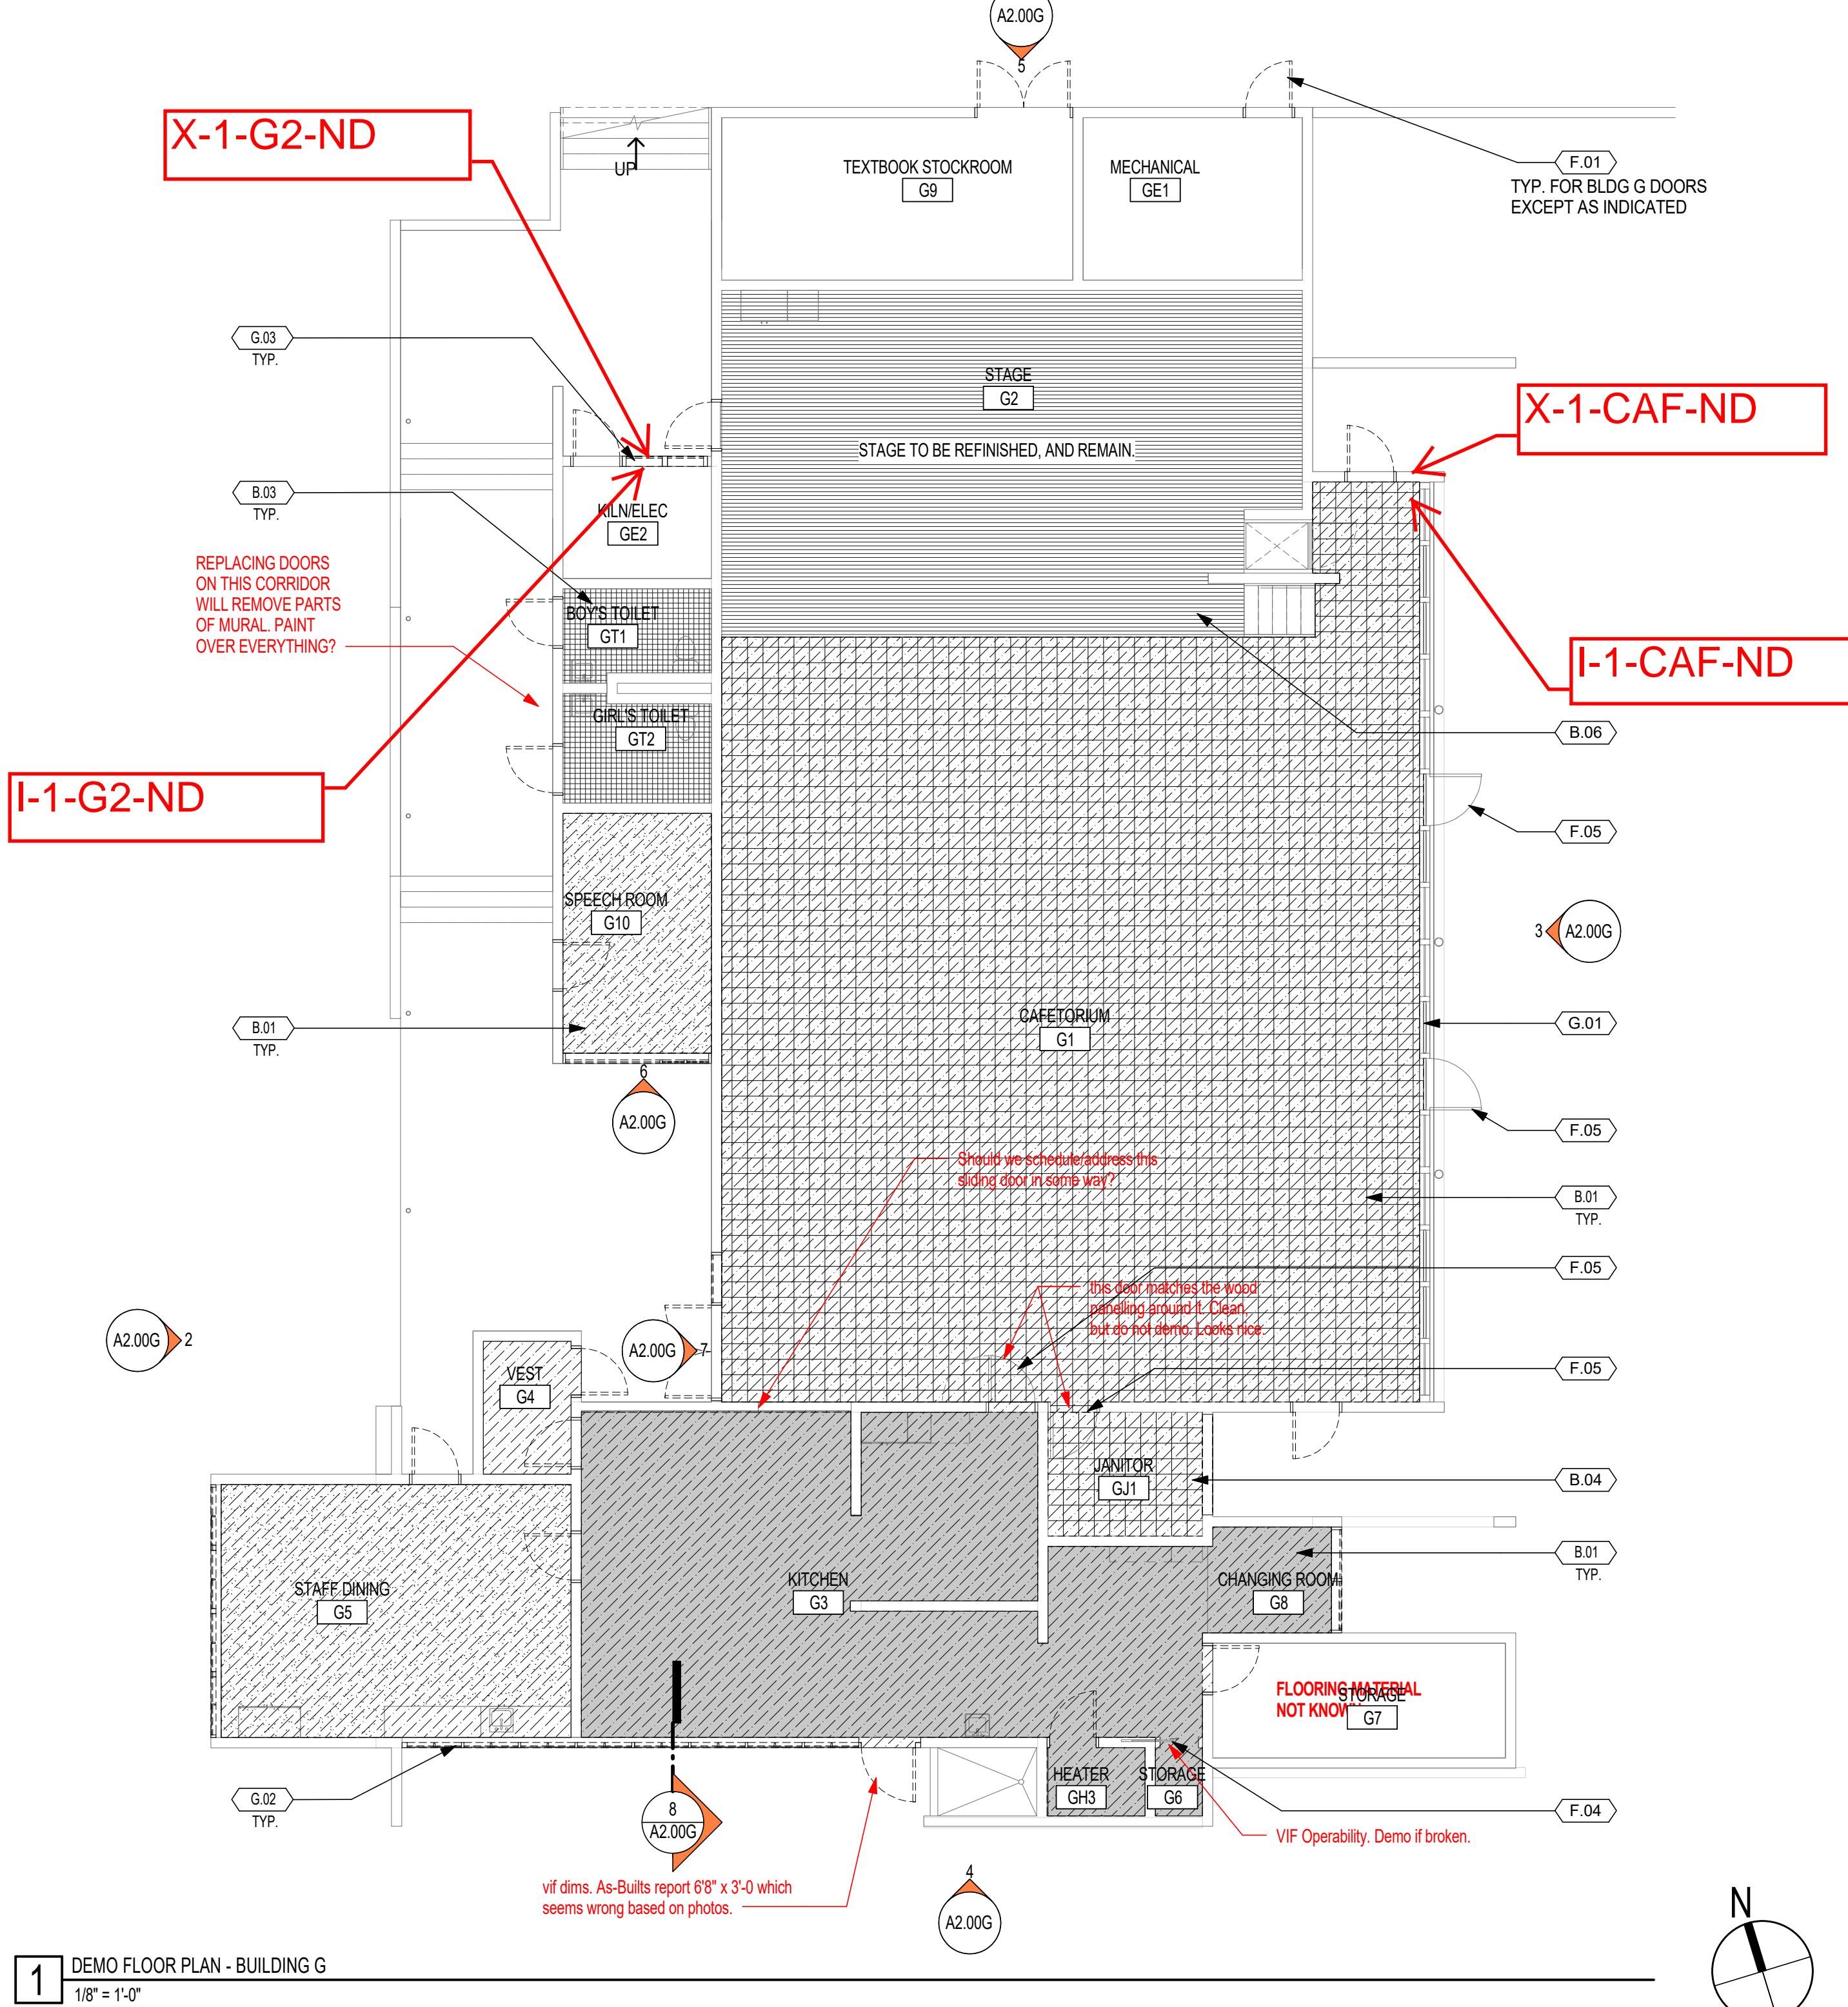 A2.00G
5
X-1-G2-ND
UP
TEXTBOOK STOCKROOM
G9
MECHANICAL
GE1
F.01
TYP. FOR BLDG G DOORS
EXCEPT AS INDICATED
G.03
TYP.
STAGE
G2
STAGE TO BE REFINISHED, AND REMAIN.
X-1-CAF-ND
B.03
TYP.
KILN/ELEC
GE2
REPLACING DOORS
ON THIS CORRIDOR
WILL REMOVE PARTS
OF MURAL. PAINT
OVER EVERYTHING?
BOY'S TOILET
GT1
I-1-CAF-ND
GIRL'S TOILET
GT2
B.06
I-1-G2-ND
F.05
SPEECH ROOM
G10
3
A2.00G
B.01
TYP.
CAFETORIUM
G1
G.01
6
A2.00G
F.05
Should we schedule/address this
sliding door in some way?
B.01
TYP.
F.05
this door matches the wood
panelling around it. Clean,
but do not demo. Looks nice.
A2.00G
2
A2.00G
7
F.05
VEST
G4
JANITOR
GJ1
B.04
B.01
TYP.
STAFF DINING
G5
KITCHEN
G3
CHANGING ROOM
G8
FLOORING MATERIAL
NOT KNOWN
STORAGE
G7
G.02
TYP.
8
A2.00G
HEATER
GH3
STORAGE
G6
F.04
VIF Operability. Demo if broken.
vif dims. As-Builts report 6'8" x 3'-0 which
seems wrong based on photos.
4
A2.00G
N
1
DEMO FLOOR PLAN - BUILDING G
1/8" = 1'-0"